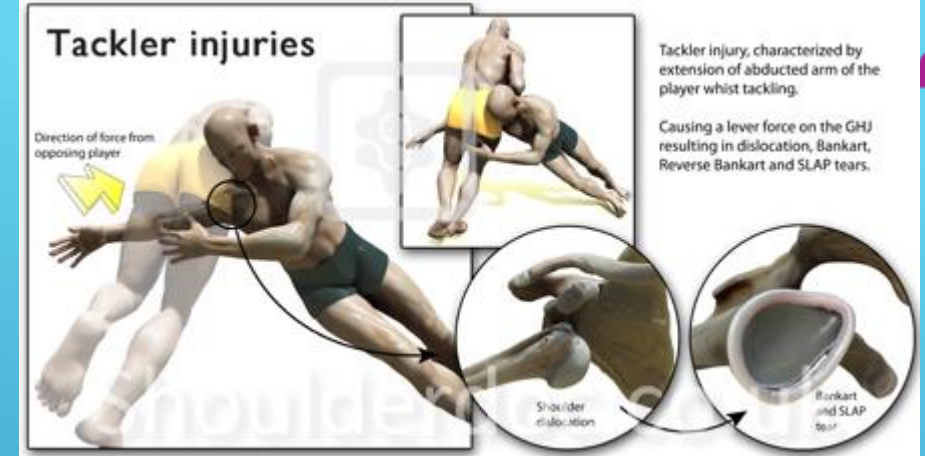 Tackler injuries
Direction of force from
opposing player
Tackler injury, characterized by
extension of abducted arm of the
player whist tackling.
Causing a lever force on the GHJ
resulting in dislocation, Bankart,
Reverse Bankart and SLAP tears.
Shoulder
dislocation
Bankart
and SLAP
tear